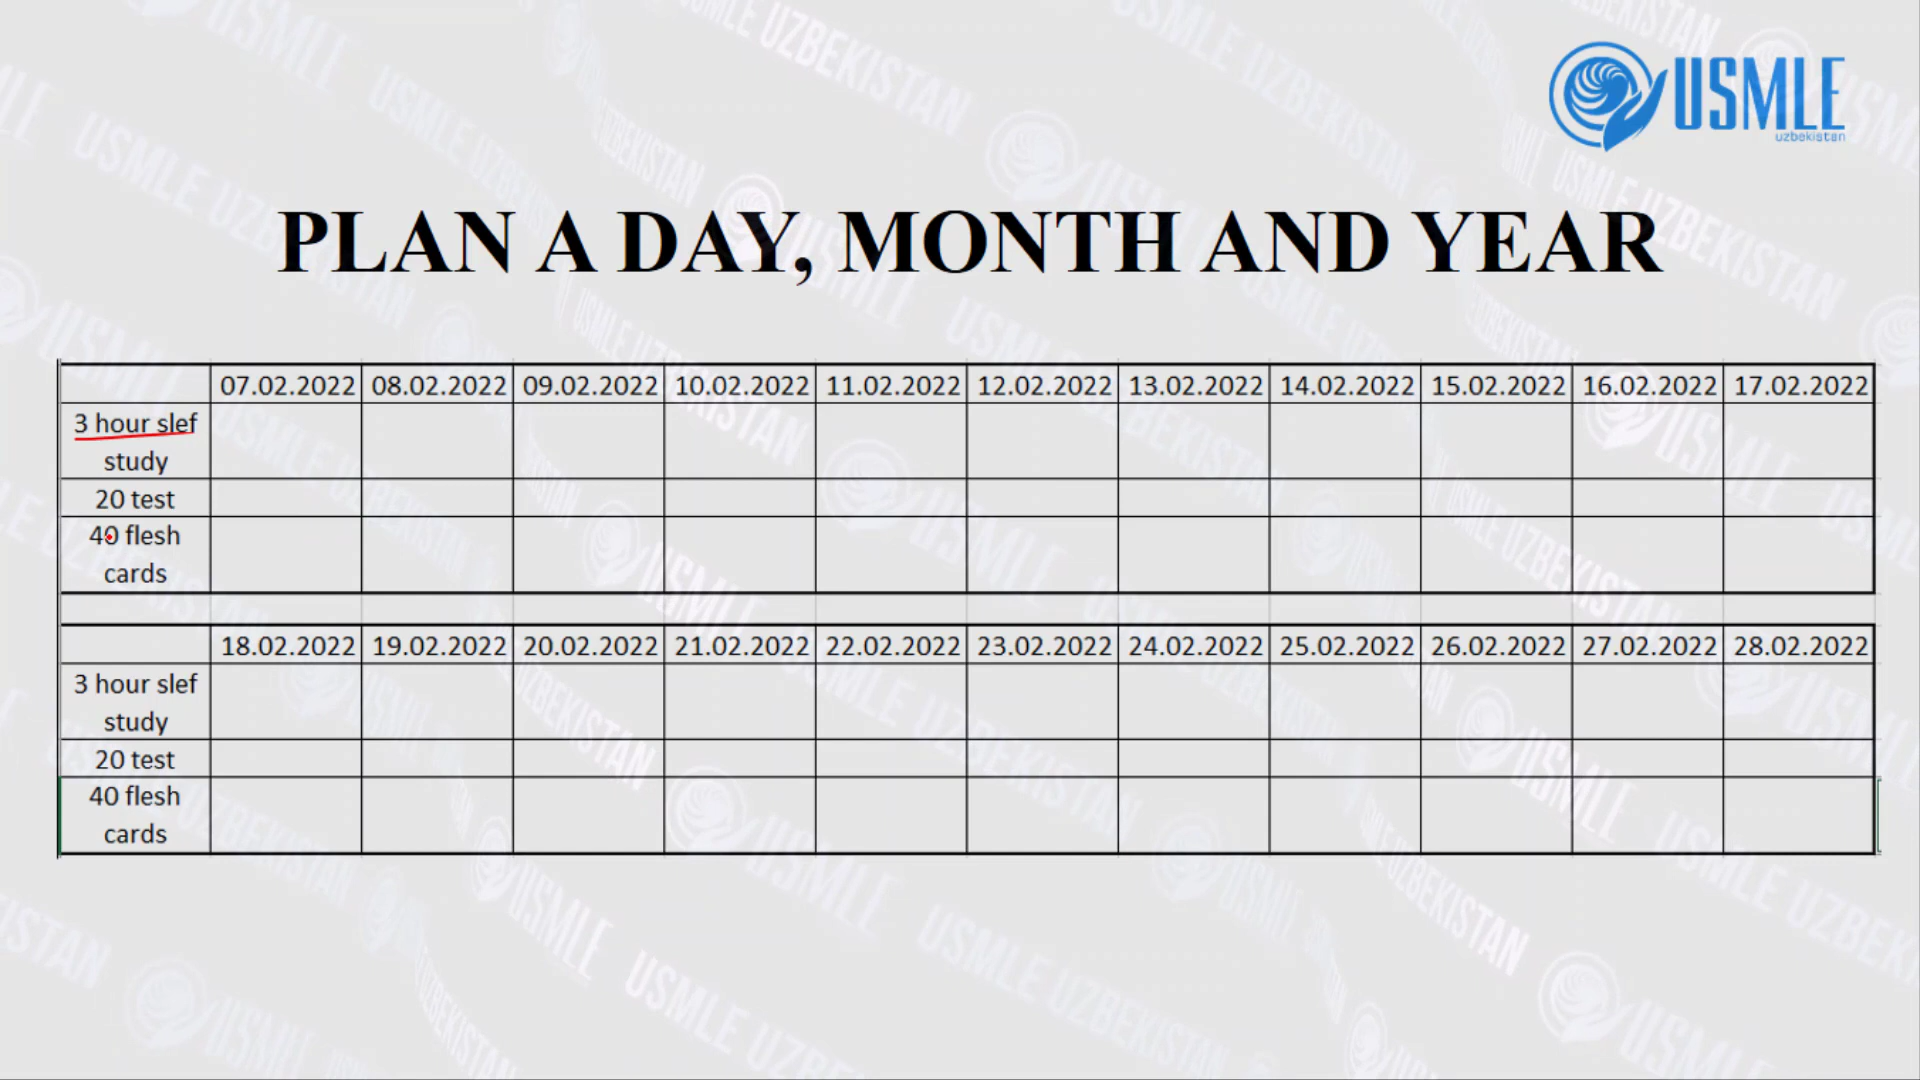 USMLE
uzbekistan
PLAN A DAY, MONTH AND YEAR
07.02.2022 08.02.2022 09.02.2022 10.02.2022 11.02.2022 12.02.2022 13.02.2022 14.02.2022 15.02.2022 16.02.2022 17.02.2022
3 hour slef
study
20 test
40 flesh
cards
18.02.2022 19.02.2022 20.02.2022 21.02.2022 22.02.2022 23.02.2022 24.02.2022 25.02.2022 26.02.2022 27.02.2022 28.02.2022
3 hour slef
study
20 test
40 flesh
cards